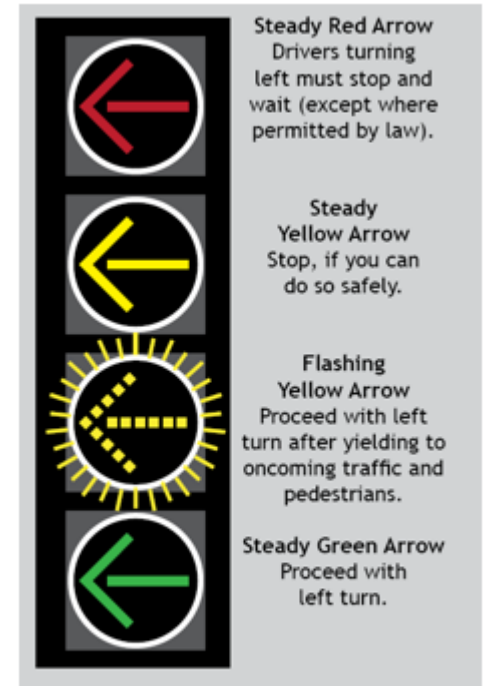 Steady Red Arrow
Drivers turning
left must stop and
wait (except where
permitted by law).
Steady
Yellow Arrow
Stop, if you can
do so safely.
Flashing
Yellow Arrow
Proceed with left
turn after yielding to
oncoming traffic and
pedestrians.
Steady Green Arrow
Proceed with
left turn.